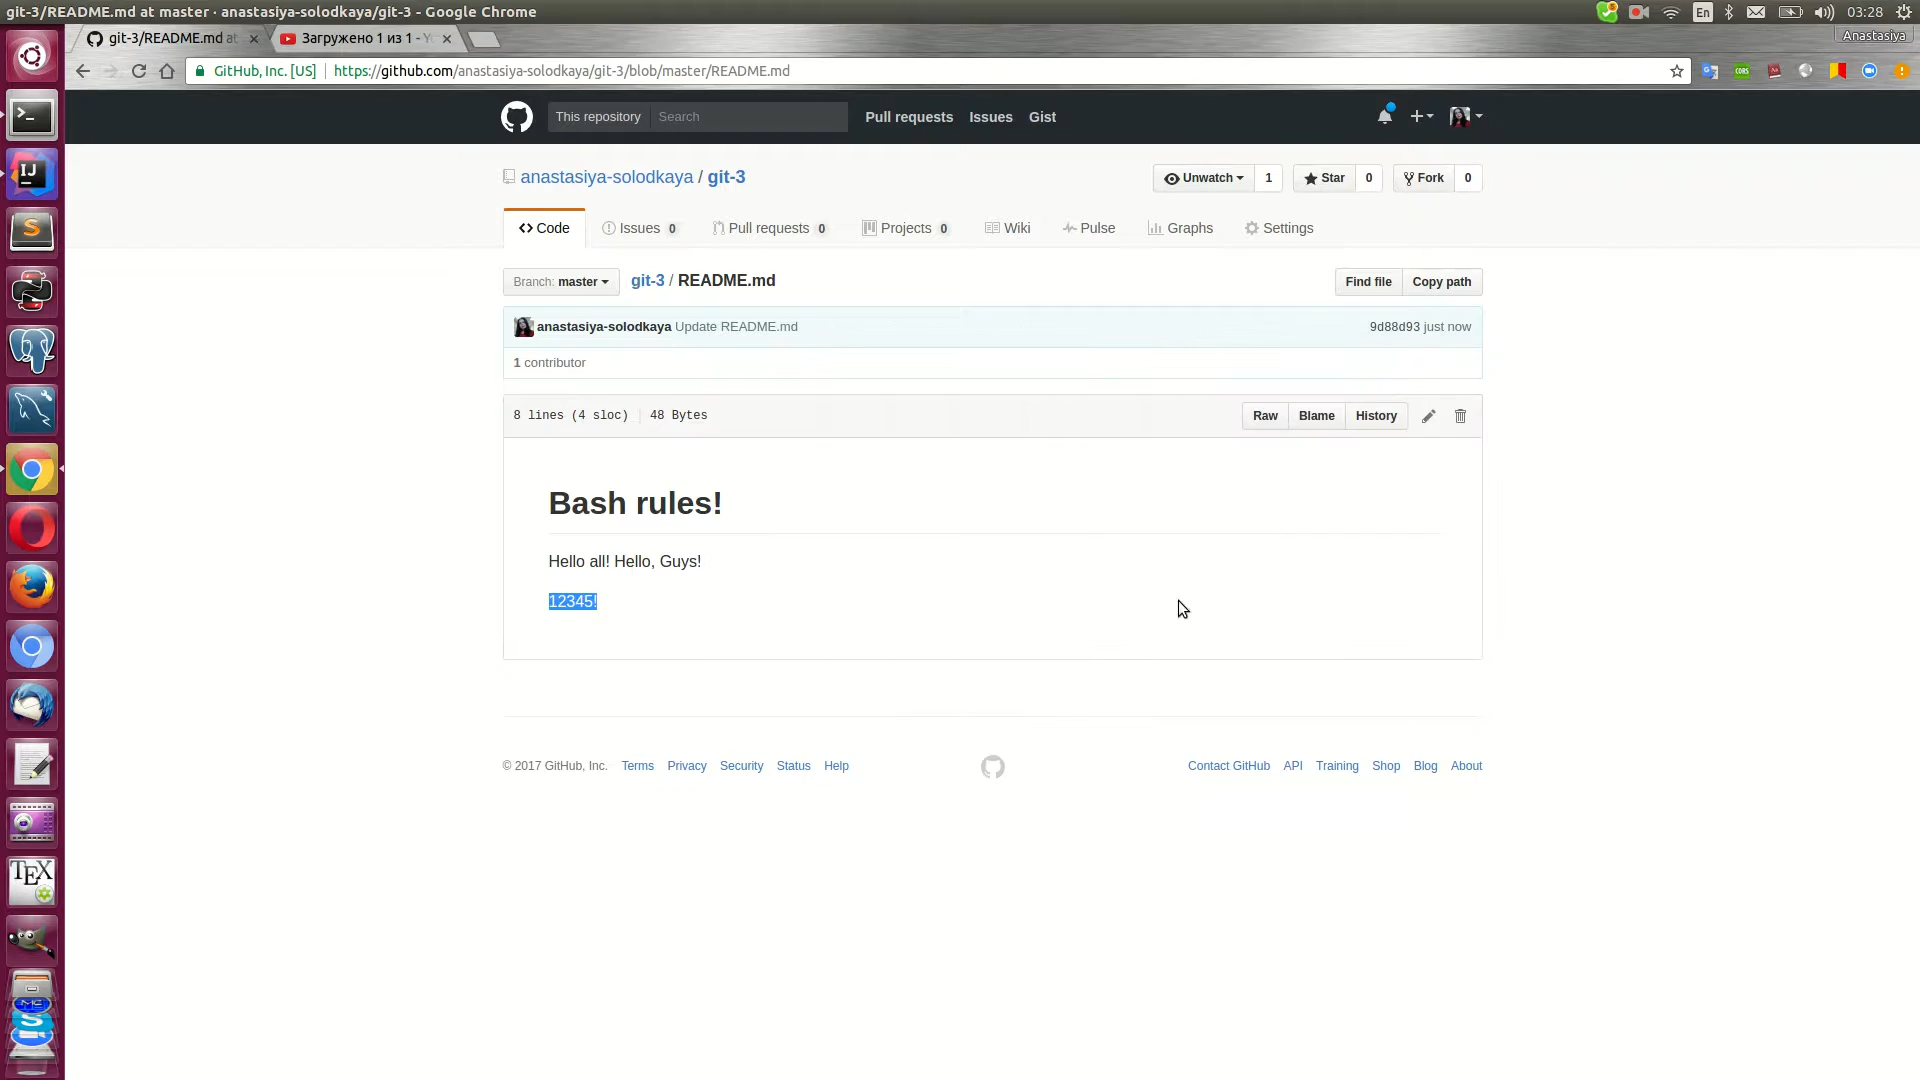 git-3/README.md at master · anastasiya-solodkaya/git-3 - Google Chrome
En
03:28
git-3/README.md at
Загружено 1 из 1 - Y
Anastasiya
GitHub, Inc. [US]
https://github.com/anastasiya-solodkaya/git-3/blob/master/README.md
This repository
Search
Pull requests
Issues
Gist
anastasiya-solodkaya / git-3
Unwatch 1
Star 0
Fork 0
Code
Issues 0
Pull requests 0
Projects 0
Wiki
Pulse
Graphs
Settings
Branch: master
git-3 / README.md
Find file
Copy path
anastasiya-solodkaya Update README.md
9d88d93 just now
1 contributor
8 lines (4 sloc)
48 Bytes
Raw
Blame
History
Bash rules!
Hello all! Hello, Guys!
12345!
© 2017 GitHub, Inc.
Terms
Privacy
Security
Status
Help
Contact GitHub
API
Training
Shop
Blog
About
IJ
TEX